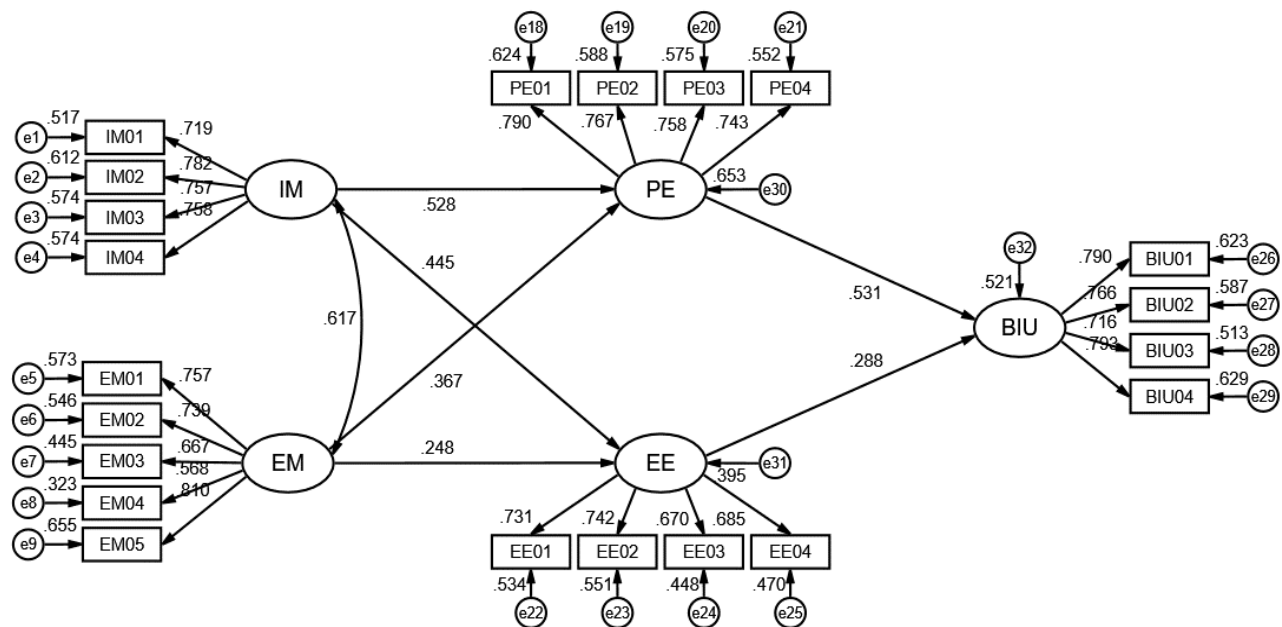 e18 e19 e20 e21
.624 .588 .575 .552
PE01 PE02 PE03 PE04
.790 .767 .758 .743
.517
e1 IM01 .719
.612
e2 IM02 .782
.574
e3 IM03 .757
.574
e4 IM04 .758
IM
PE
.653 e30
.528
.445
.617
.367
.248
.531
.288
e32
.521
BIU
.790 BIU01 .623 e26
.766 BIU02 .587 e27
.716 BIU03 .513 e28
.793 BIU04 .629 e29
.573
e5 EM01 .757
.546
e6 EM02 .739
.445
e7 EM03 .667
.323
e8 EM04 .568
.655
e9 EM05 .810
EM
EE
e31
.395
.731 .742 .670 .685
EE01 EE02 EE03 EE04
.534 .551 .448 .470
e22 e23 e24 e25